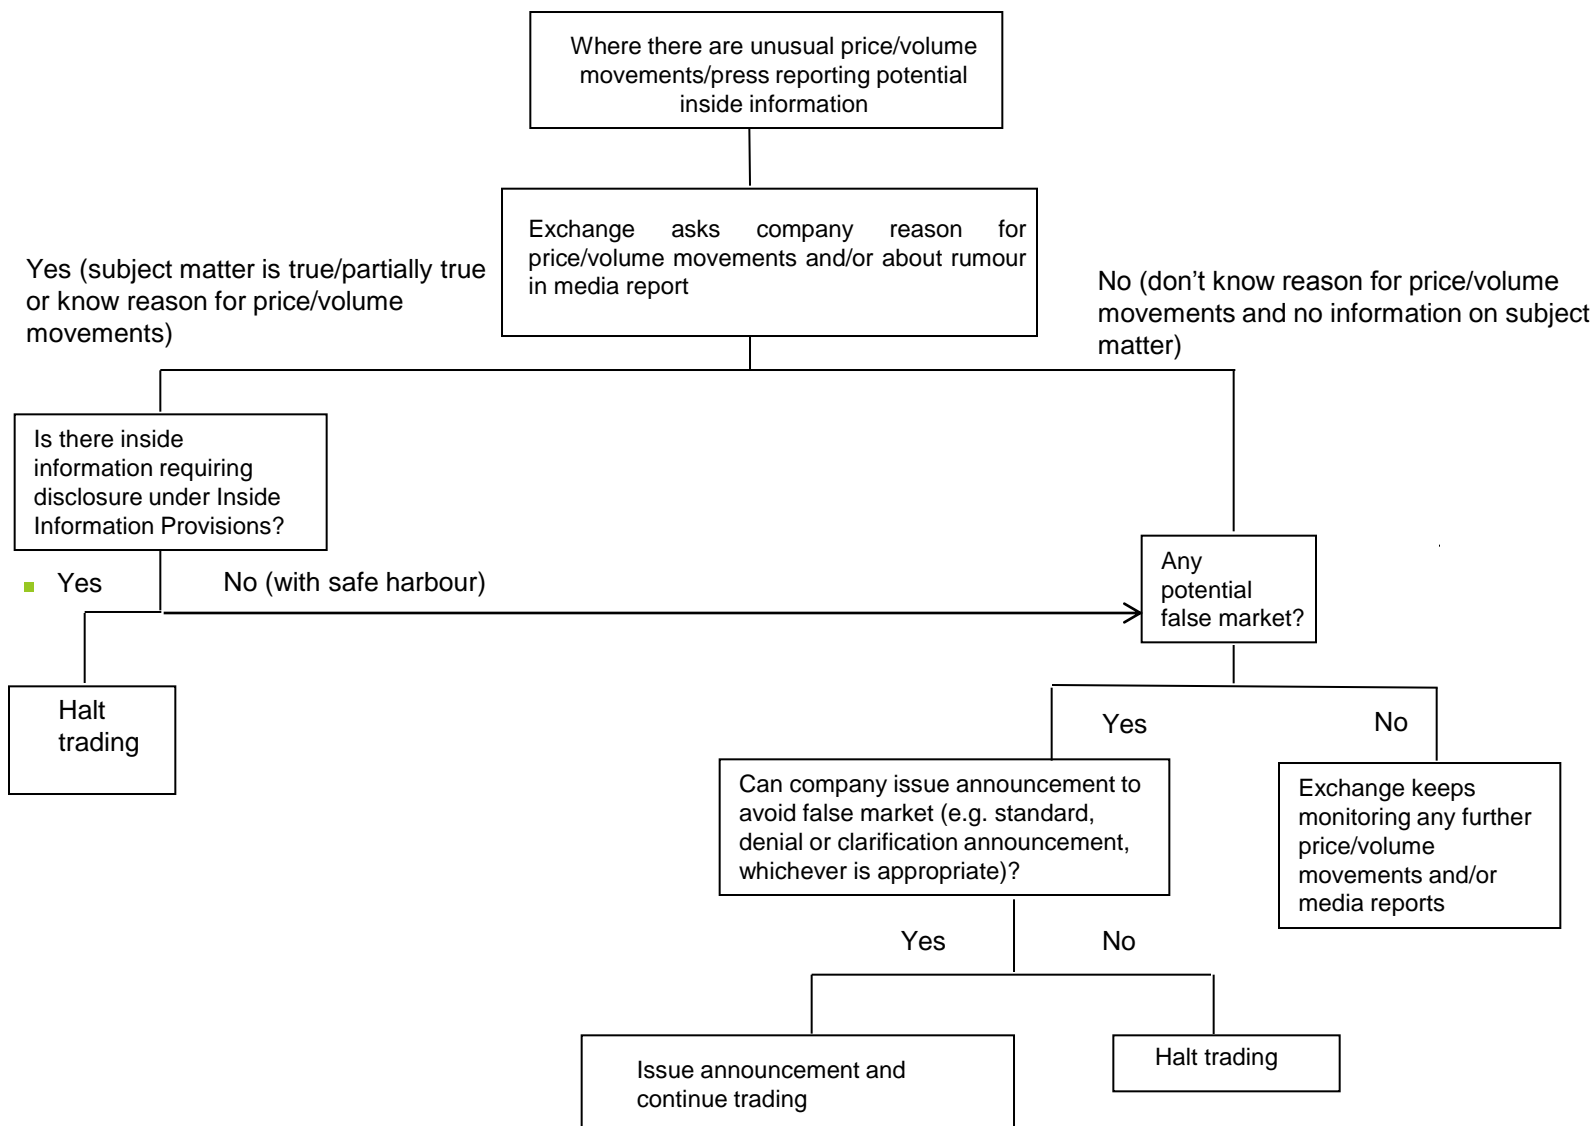 Where there are unusual price/volume
movements/press reporting potential
inside information
Exchange asks company reason for
price/volume movements and/or about rumour
in media report
Yes (subject matter is true/partially true
or know reason for price/volume
movements)
No (don’t know reason for price/volume
movements and no information on subject
matter)
Is there inside
information requiring
disclosure under Inside
Information Provisions?
Yes
No (with safe harbour)
Any
potential
false market?
Halt
trading
Yes
No
Can company issue announcement to
avoid false market (e.g. standard,
denial or clarification announcement,
whichever is appropriate)?
Exchange keeps
monitoring any further
price/volume
movements and/or
media reports
Yes
No
Issue announcement and
continue trading
Halt trading